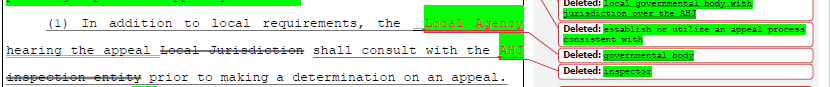 (1) In addition to local requirements, the Local Agency
hearing the appeal Local Jurisdiction shall consult with the AHJ
inspection entity prior to making a determination on an appeal.
Deleted: local governmental body with
jurisdiction over the AHJ
Deleted: establish or utilize an appeal process
consistent with
Deleted: governmental body
Deleted: inspector